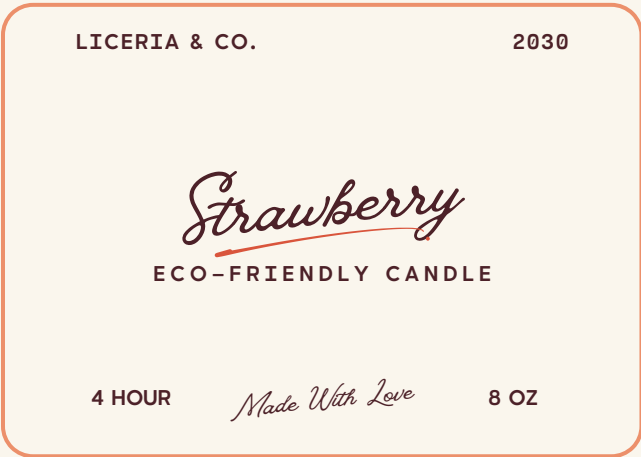 LICERIA & CO. 2030
Strawberry
ECO–FRIENDLY CANDLE
4 HOUR Made With Love 8 OZ